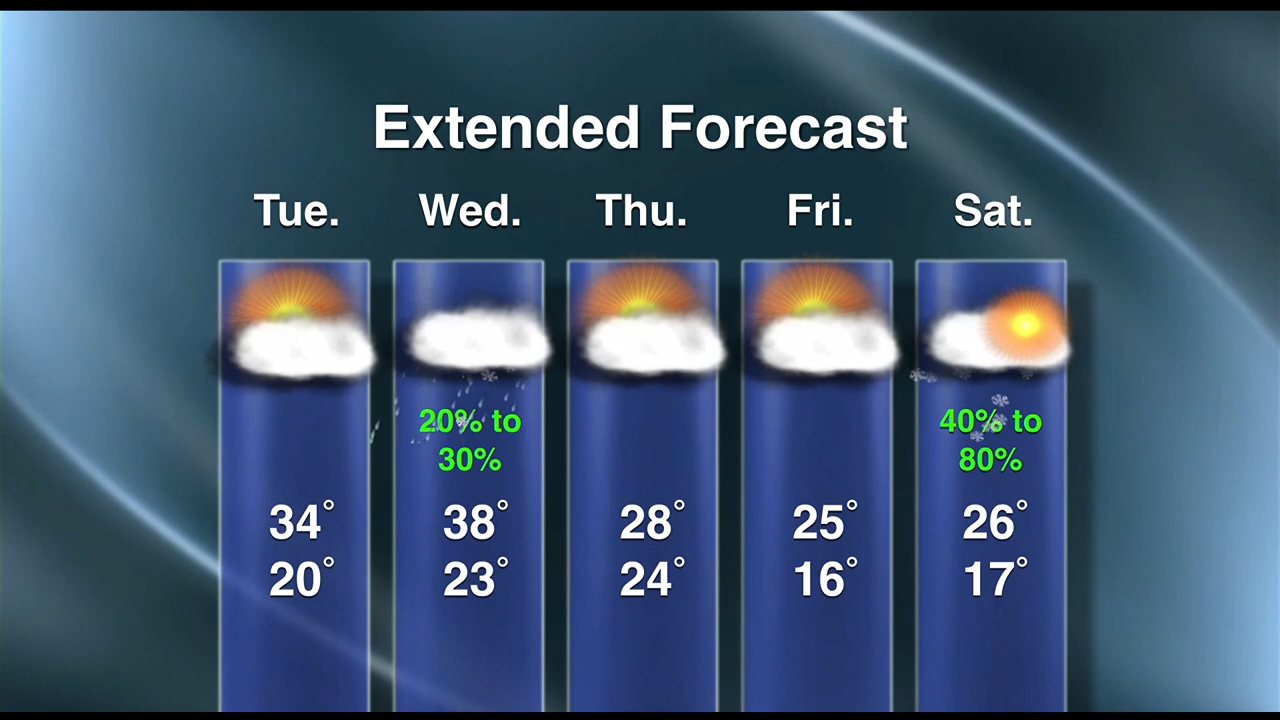 Extended Forecast
Tue. Wed. Thu. Fri. Sat.
20% to 40% to
30% 80%
34° 38° 28° 25° 26°
20° 23° 24° 16° 17°